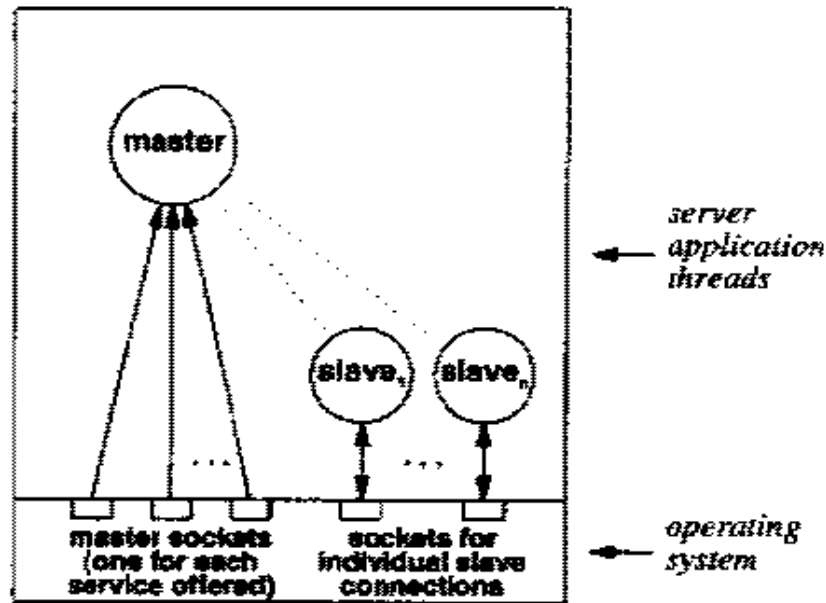 master
server
application
threads
slave₁ slaveₙ
... ...
master sockets
(one for each
service offered)
sockets for
individual slave
connections
operating
system